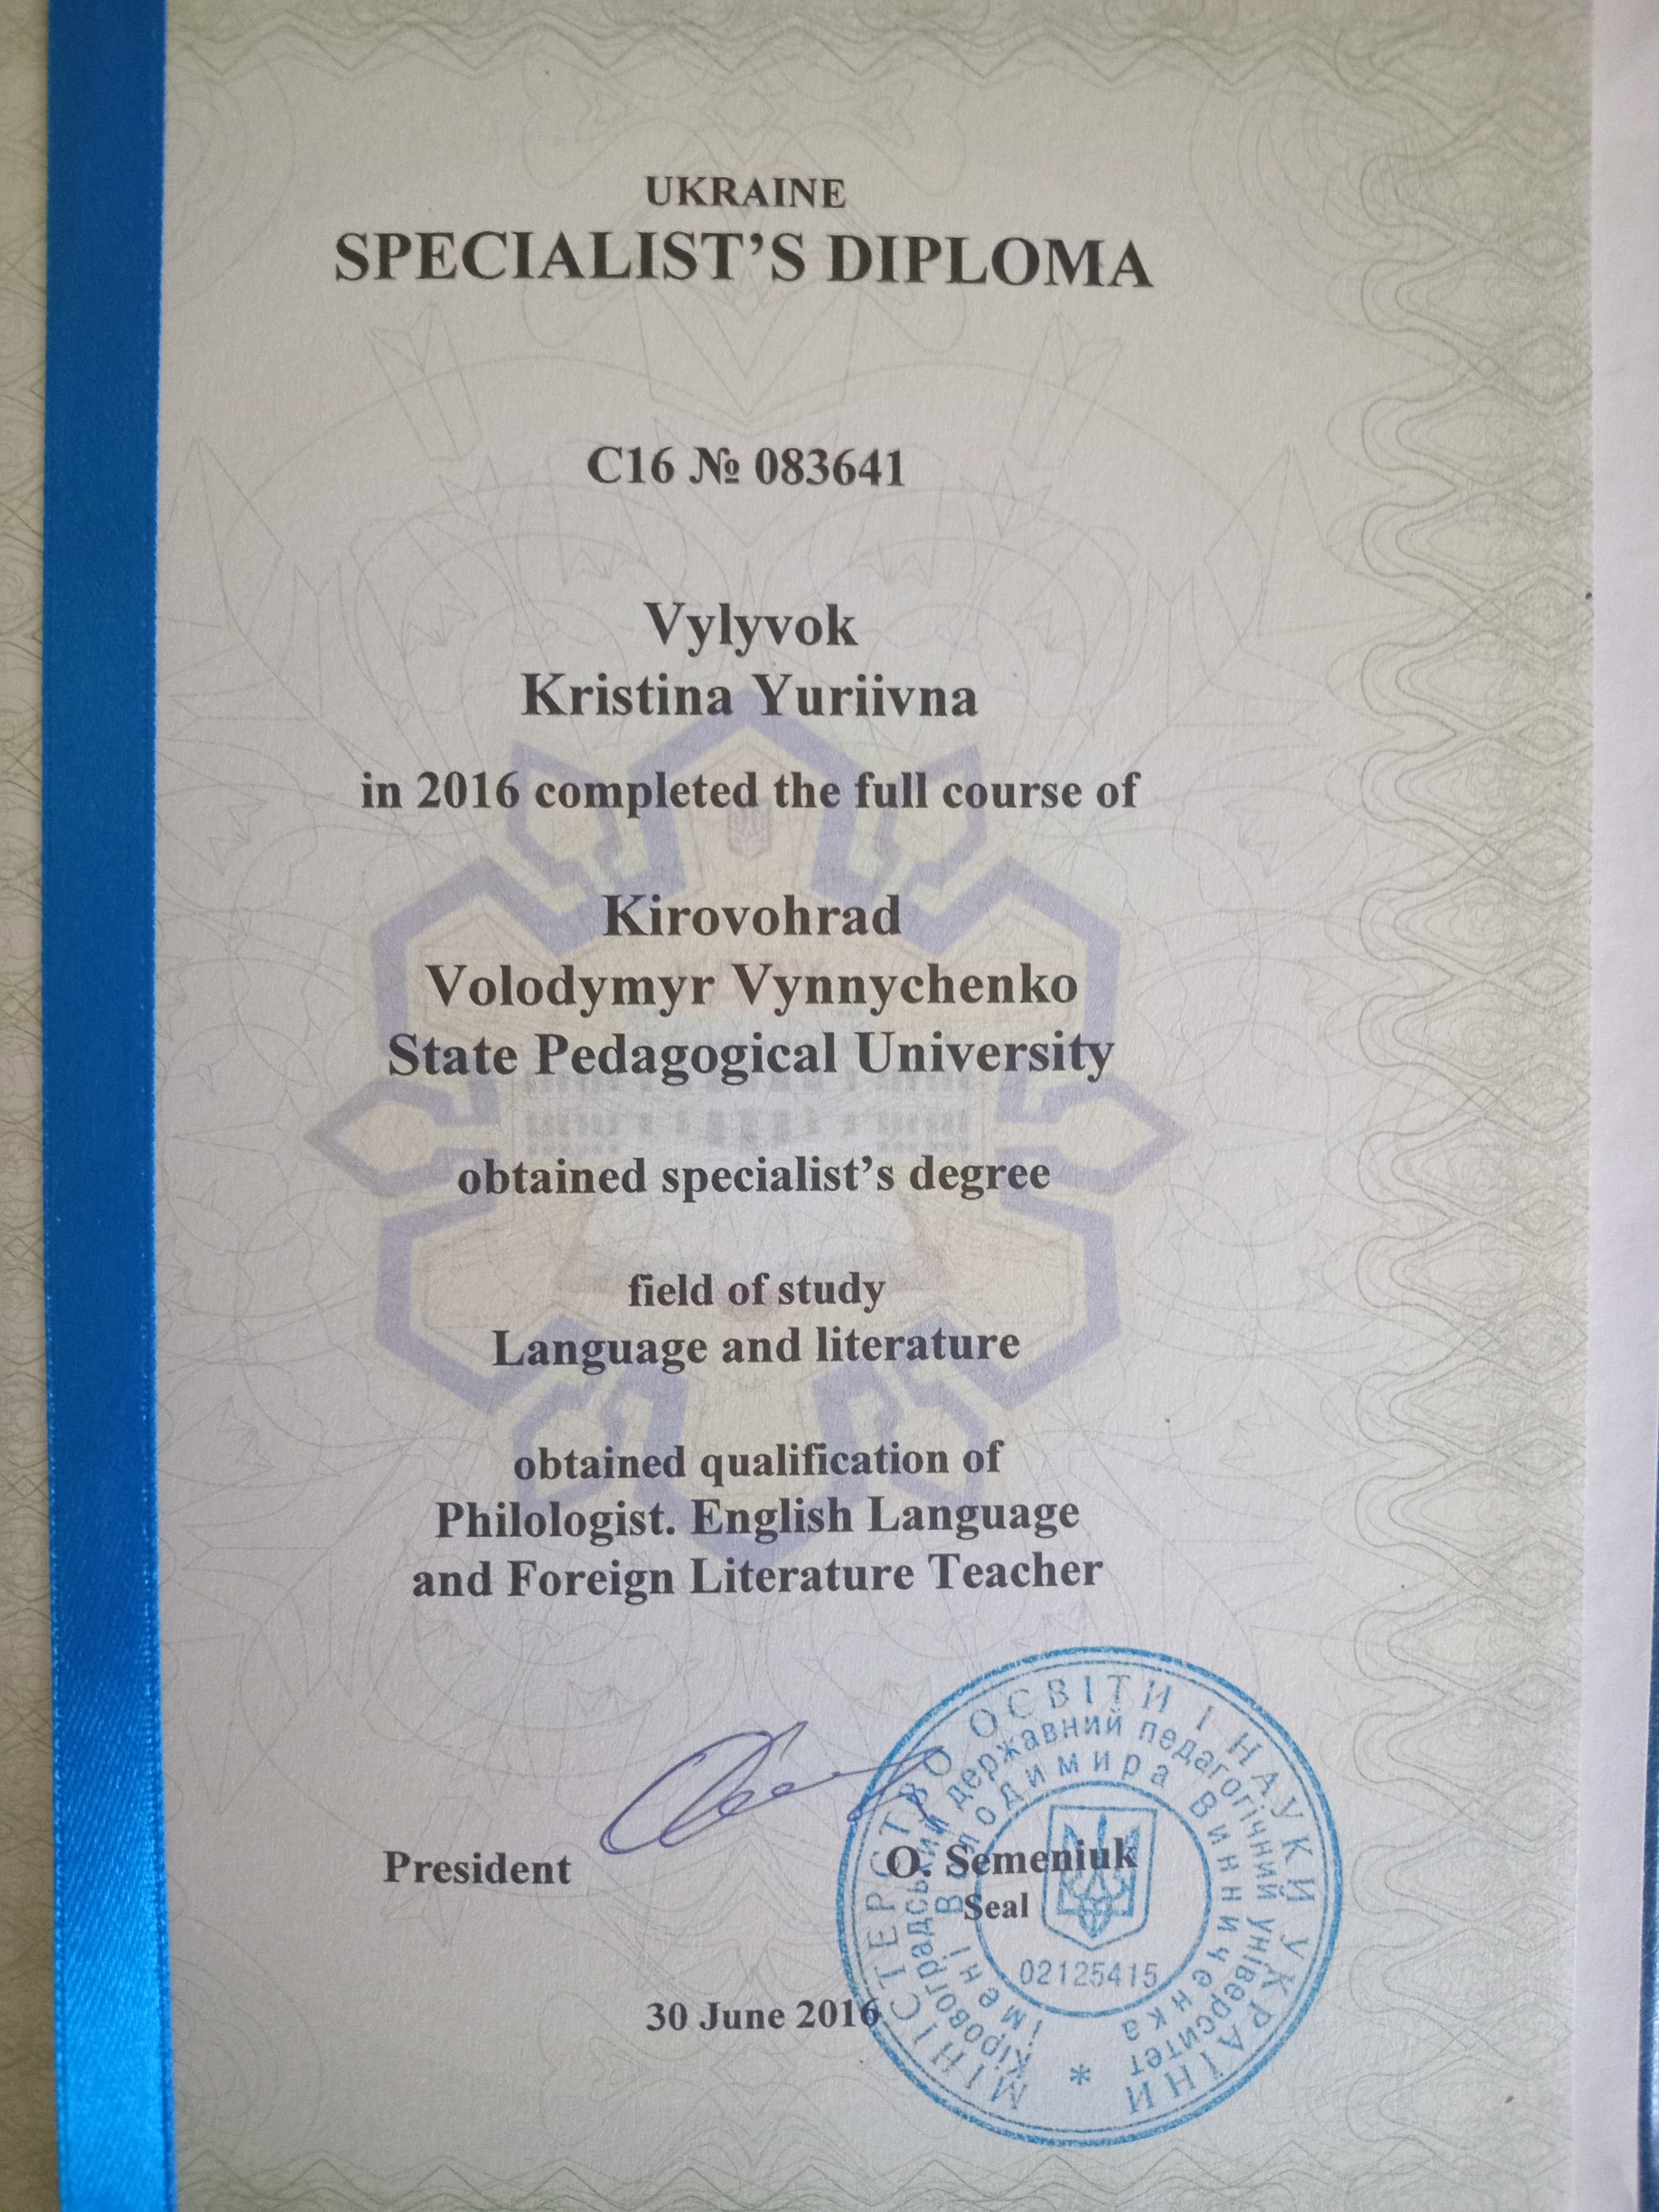 UKRAINE
SPECIALIST'S DIPLOMA
C16 № 083641
Vylyvok
Kristina Yuriivna
in 2016 completed the full course of
Kirovohrad
Volodymyr Vynnychenko
State Pedagogical University
obtained specialist's degree
field of study
Language and literature
obtained qualification of
Philologist. English Language
and Foreign Literature Teacher
President
O. Semeniuk
Seal
30 June 2016
МІНІСТЕРСТВО ОСВІТИ І НАУКИ УКРАЇНИ
Кіровоградський державний педагогічний університет
імені Володимира Винниченка
02125415
*